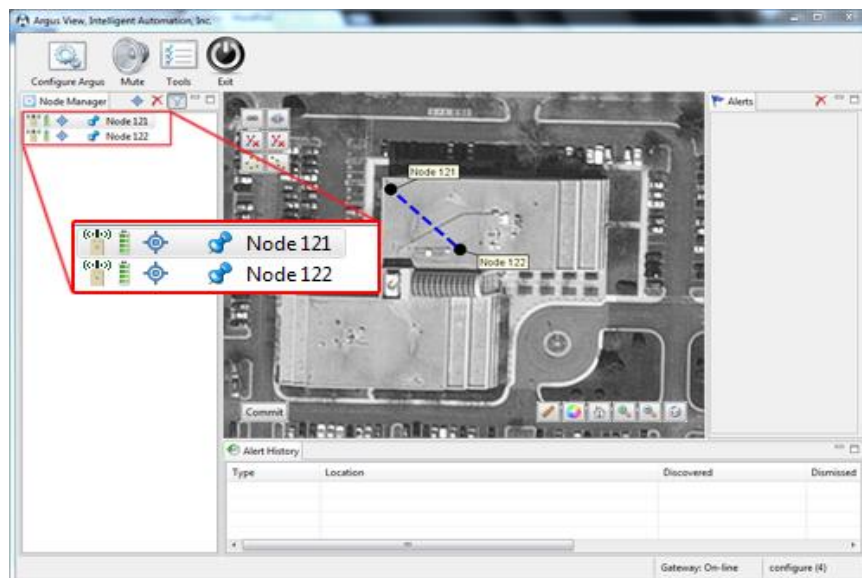 Argus View, Intelligent Automation, Inc.
Configure Argus
Mute
Tools
Exit
Node Manager
Node 121
Node 122
Node 121
Node 122
Node 121
Node 122
Commit
Alerts
Alert History
Type Location Discovered Dismissed
Gateway: On-line configure (4)